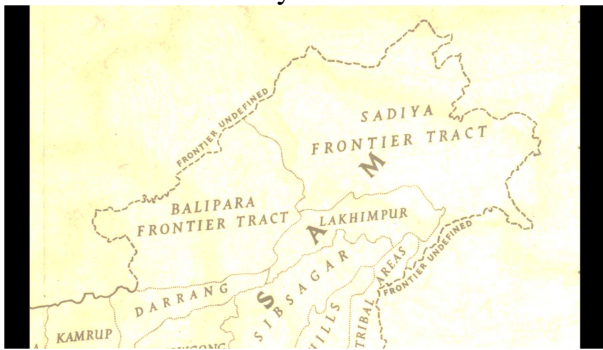 FRONTIER UNDEFINED
SADIYA
FRONTIER TRACT
M
BALIPARA
FRONTIER TRACT
LAKHIMPUR
A
FRONTIER UNDEFINED
DARRANG
S
SIBSAGAR
TRIBAL AREAS
HILLS
KAMRUP